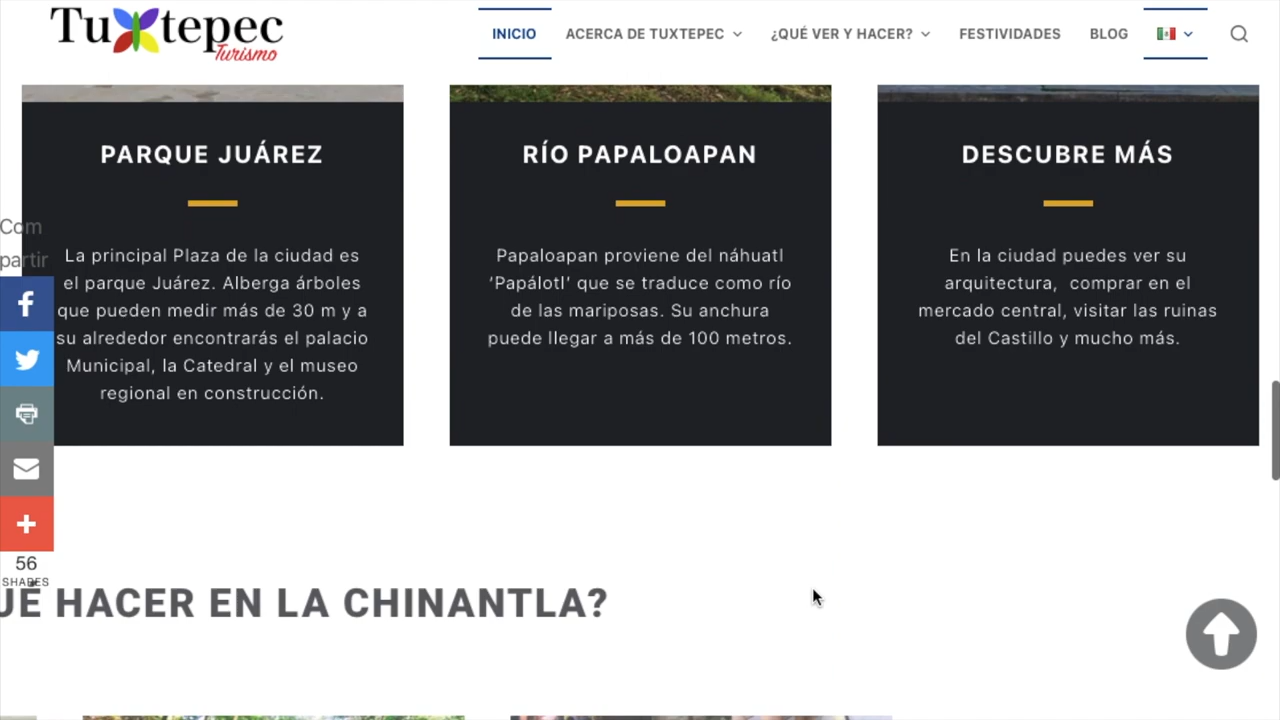 Tuxtepec
Turismo
INICIO
ACERCA DE TUXTEPEC
¿QUÉ VER Y HACER?
FESTIVIDADES
BLOG
PARQUE JUÁREZ
La principal Plaza de la ciudad es
el parque Juárez. Alberga árboles
que pueden medir más de 30 m y a
su alrededor encontrarás el palacio
Municipal, la Catedral y el museo
regional en construcción.
RÍO PAPALOAPAN
Papaloapan proviene del náhuatl
‘Papálotl’ que se traduce como río
de las mariposas. Su anchura
puede llegar a más de 100 metros.
DESCUBRE MÁS
En la ciudad puedes ver su
arquitectura, comprar en el
mercado central, visitar las ruinas
del Castillo y mucho más.
Com
partir
56
SHARES
UÉ HACER EN LA CHINANTLA?